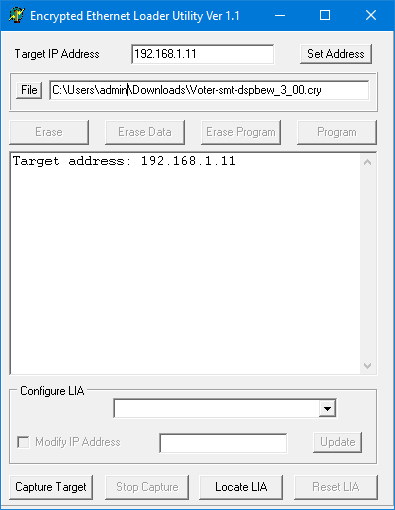 Encrypted Ethernet Loader Utility Ver 1.1
Target IP Address 192.168.1.11 Set Address
File C:\Users\admin\Downloads\Voter-smt-dspbew_3_00.cry
Erase Erase Data Erase Program Program
Target address: 192.168.1.11
Configure LIA
Modify IP Address Update
Capture Target Stop Capture Locate LIA Reset LIA